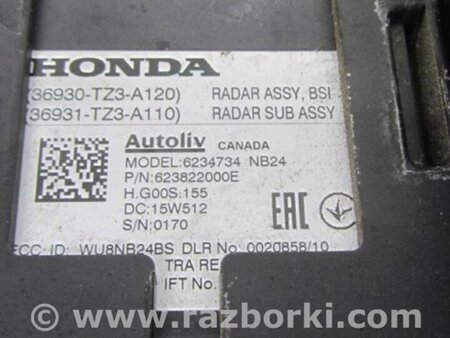 HONDA
(36930-TZ3-A120) RADAR ASSY, BSI
(36931-TZ3-A110) RADAR SUB ASSY
Autoliv CANADA
MODEL:6234734 NB24
P/N:623822000E
H.G00S:155
DC:15W512
S/N:0170
EAC
FCC ID: WU8NB24BS DLR No: 0020858/10
TRA RE
IFT No.
www.razborki.com